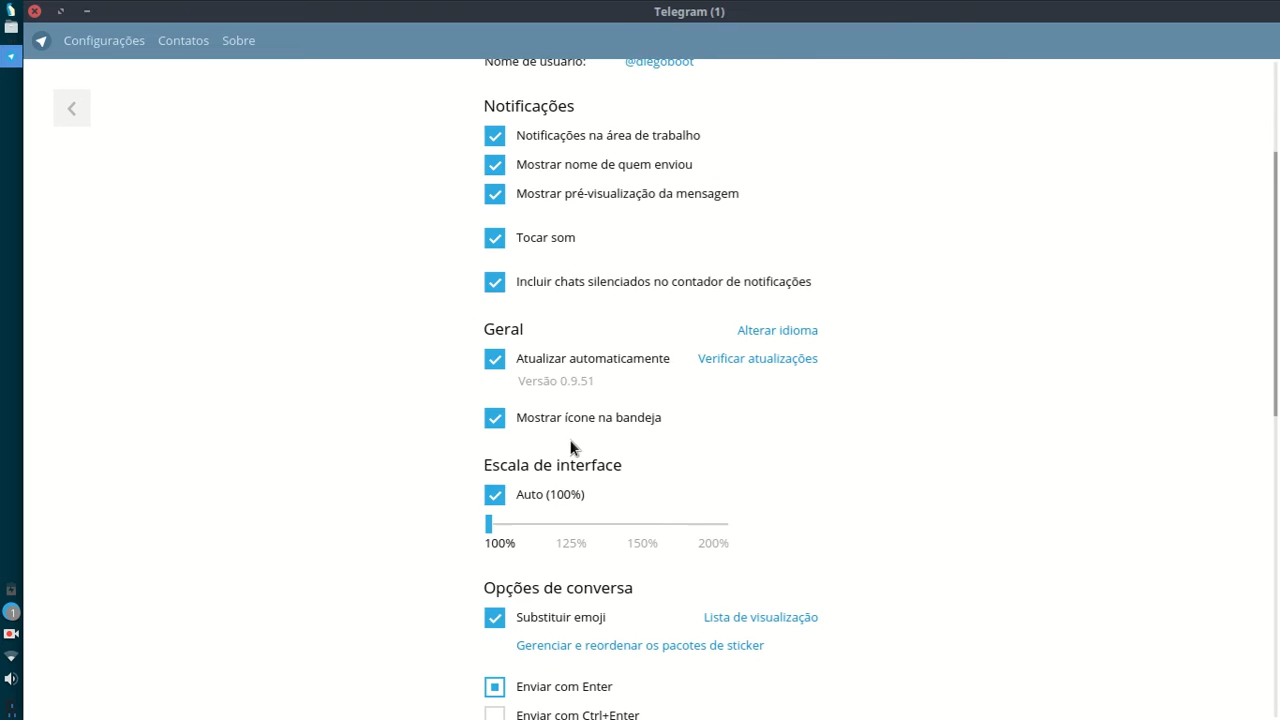 Telegram (1)
Configurações Contatos Sobre
Nome de usuário: @diegoboot
Notificações
Notificações na área de trabalho
Mostrar nome de quem enviou
Mostrar pré-visualização da mensagem
Tocar som
Incluir chats silenciados no contador de notificações
Geral Alterar idioma
Atualizar automaticamente Verificar atualizações
Versão 0.9.51
Mostrar ícone na bandeja
Escala de interface
Auto (100%)
100% 125% 150% 200%
Opções de conversa
Substituir emoji Lista de visualização
Gerenciar e reordenar os pacotes de sticker
1
Enviar com Enter
Enviar com Ctrl+Enter